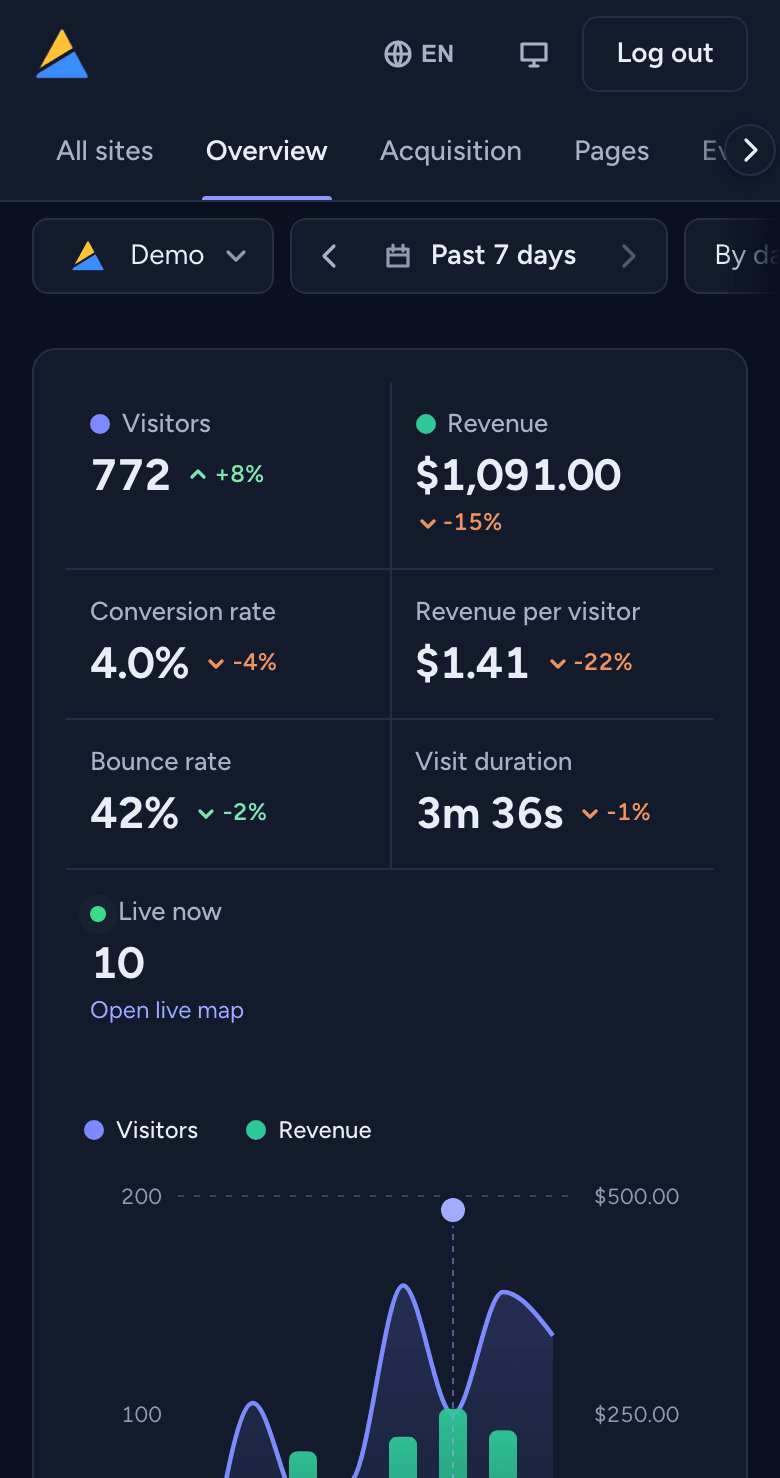 EN
Log out
All sites Overview Acquisition Pages
Demo Past 7 days By
Visitors Revenue
772 +8% $1,091.00
-15%
Conversion rate Revenue per visitor
4.0% -4% $1.41 -22%
Bounce rate Visit duration
42% -2% 3m 36s -1%
Live now
10
Open live map
Visitors Revenue
200 $500.00
100 $250.00